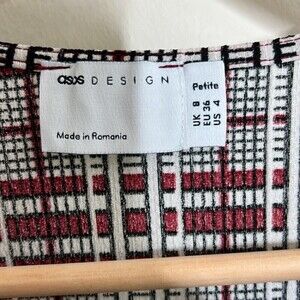 asos DESIGN
Made in Romania
Petite
UK 8
EU 36
US 4